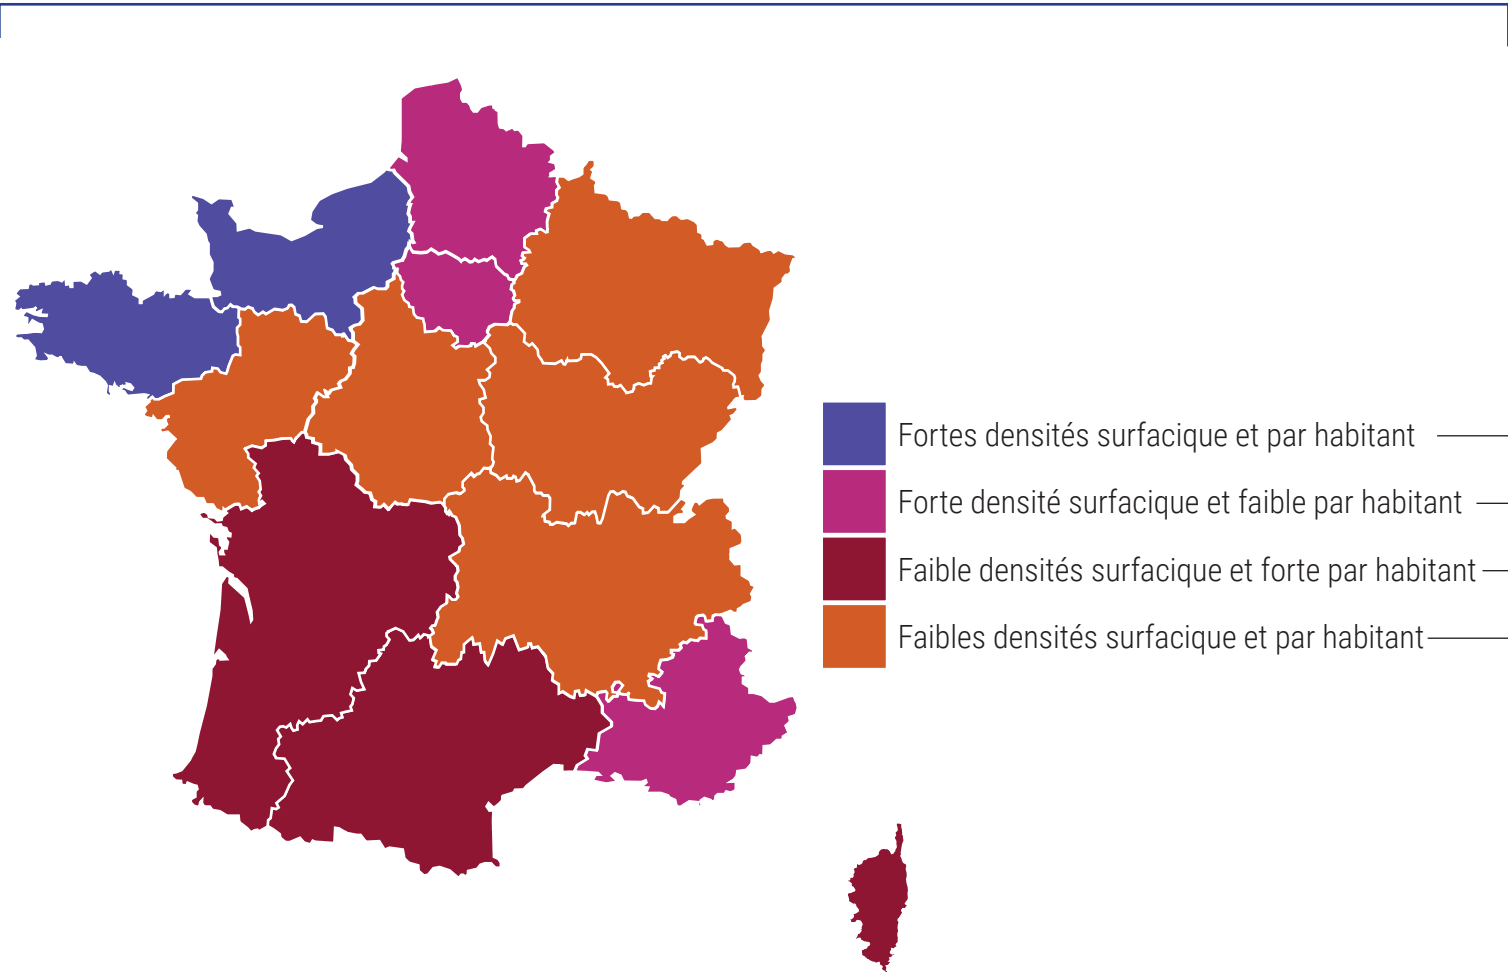 Fortes densités surfacique et par habitant
Forte densité surfacique et faible par habitant
Faible densités surfacique et forte par habitant
Faibles densités surfacique et par habitant